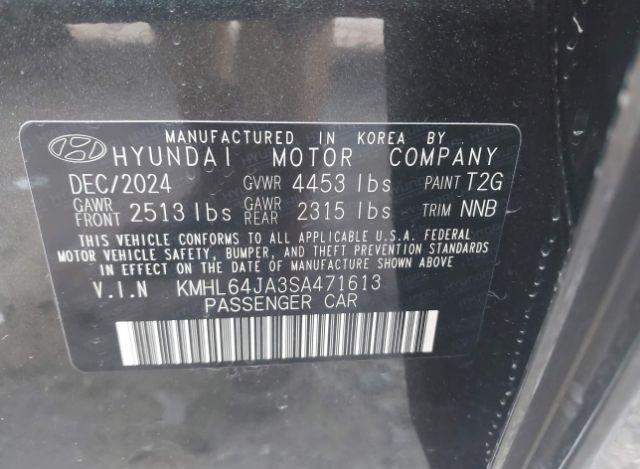 MANUFACTURED IN KOREA BY
HYUNDAI MOTOR COMPANY
DEC/2024 GVWR 4453 lbs PAINT T2G
GAWR FRONT 2513 lbs GAWR REAR 2315 lbs TRIM NNB
THIS VEHICLE CONFORMS TO ALL APPLICABLE U.S.A. FEDERAL
MOTOR VEHICLE SAFETY, BUMPER, AND THEFT PREVENTION STANDARDS
IN EFFECT ON THE DATE OF MANUFACTURE SHOWN ABOVE
V.I.N KMHL64JA3SA471613
PASSENGER CAR